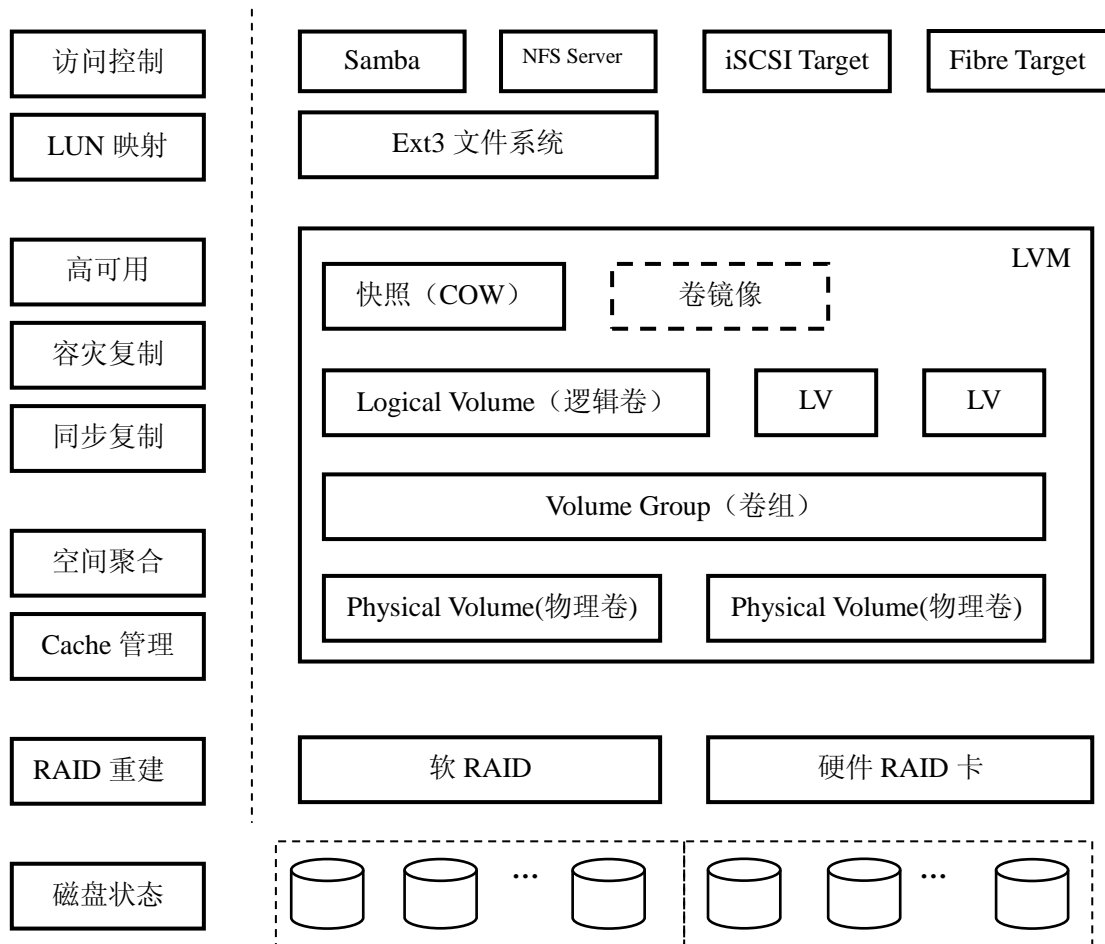 访问控制
Samba
NFS Server
iSCSI Target
Fibre Target
LUN 映射
Ext3 文件系统
LVM
高可用
快照（COW）
卷镜像
容灾复制
Logical Volume（逻辑卷）
LV
LV
同步复制
Volume Group（卷组）
空间聚合
Physical Volume(物理卷)
Physical Volume(物理卷)
Cache 管理
RAID 重建
软 RAID
硬件 RAID 卡
磁盘状态
...
...